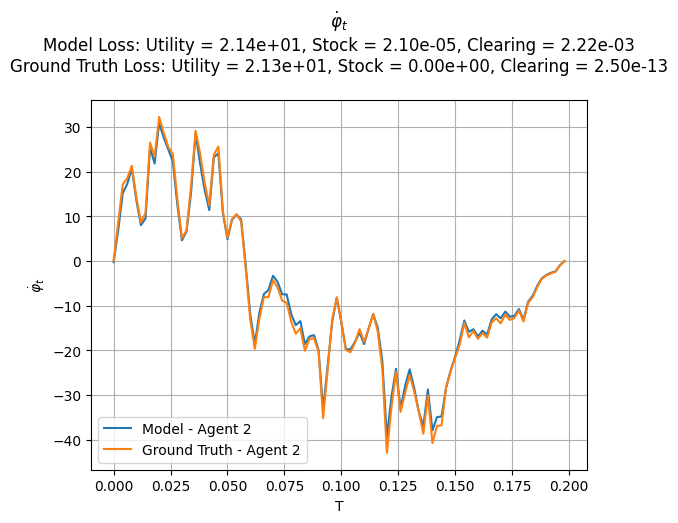 φ̇ₜ
Model Loss: Utility = 2.14e+01, Stock = 2.10e-05, Clearing = 2.22e-03
Ground Truth Loss: Utility = 2.13e+01, Stock = 0.00e+00, Clearing = 2.50e-13
30
20
10
0
−10
−20
−30
−40
φ̇ₜ
Model - Agent 2
Ground Truth - Agent 2
0.000 0.025 0.050 0.075 0.100 0.125 0.150 0.175 0.200
T